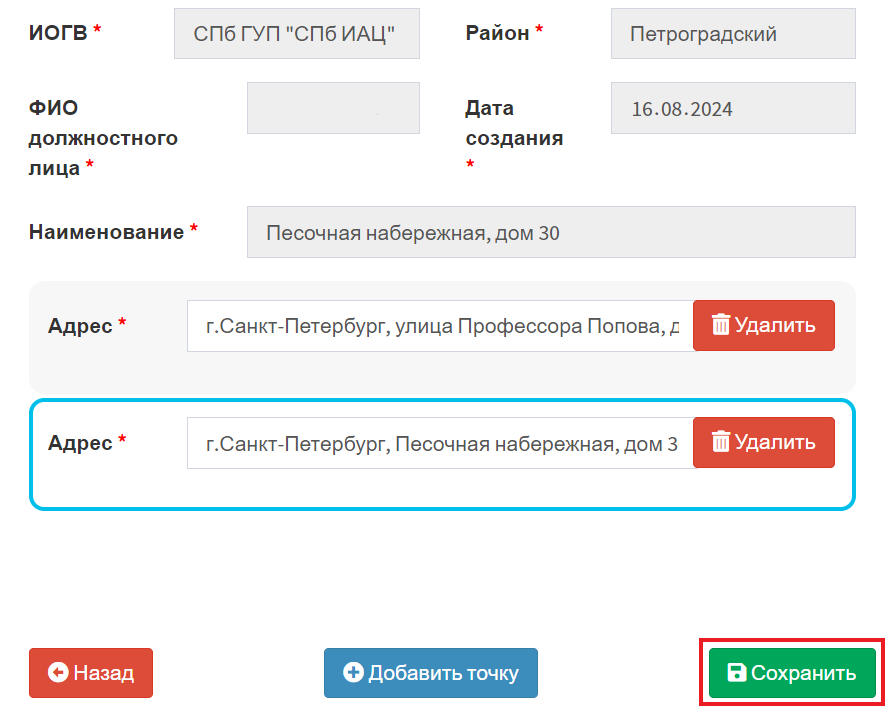 ИОГВ * СПб ГУП "СПб ИАЦ" Район * Петроградский
ФИО Дата 16.08.2024
должностного создания
лица * *
Наименование * Песочная набережная, дом 30
Адрес * г.Санкт-Петербург, улица Профессора Попова, д Удалить
Адрес * г.Санкт-Петербург, Песочная набережная, дом 3 Удалить
Назад Добавить точку Сохранить